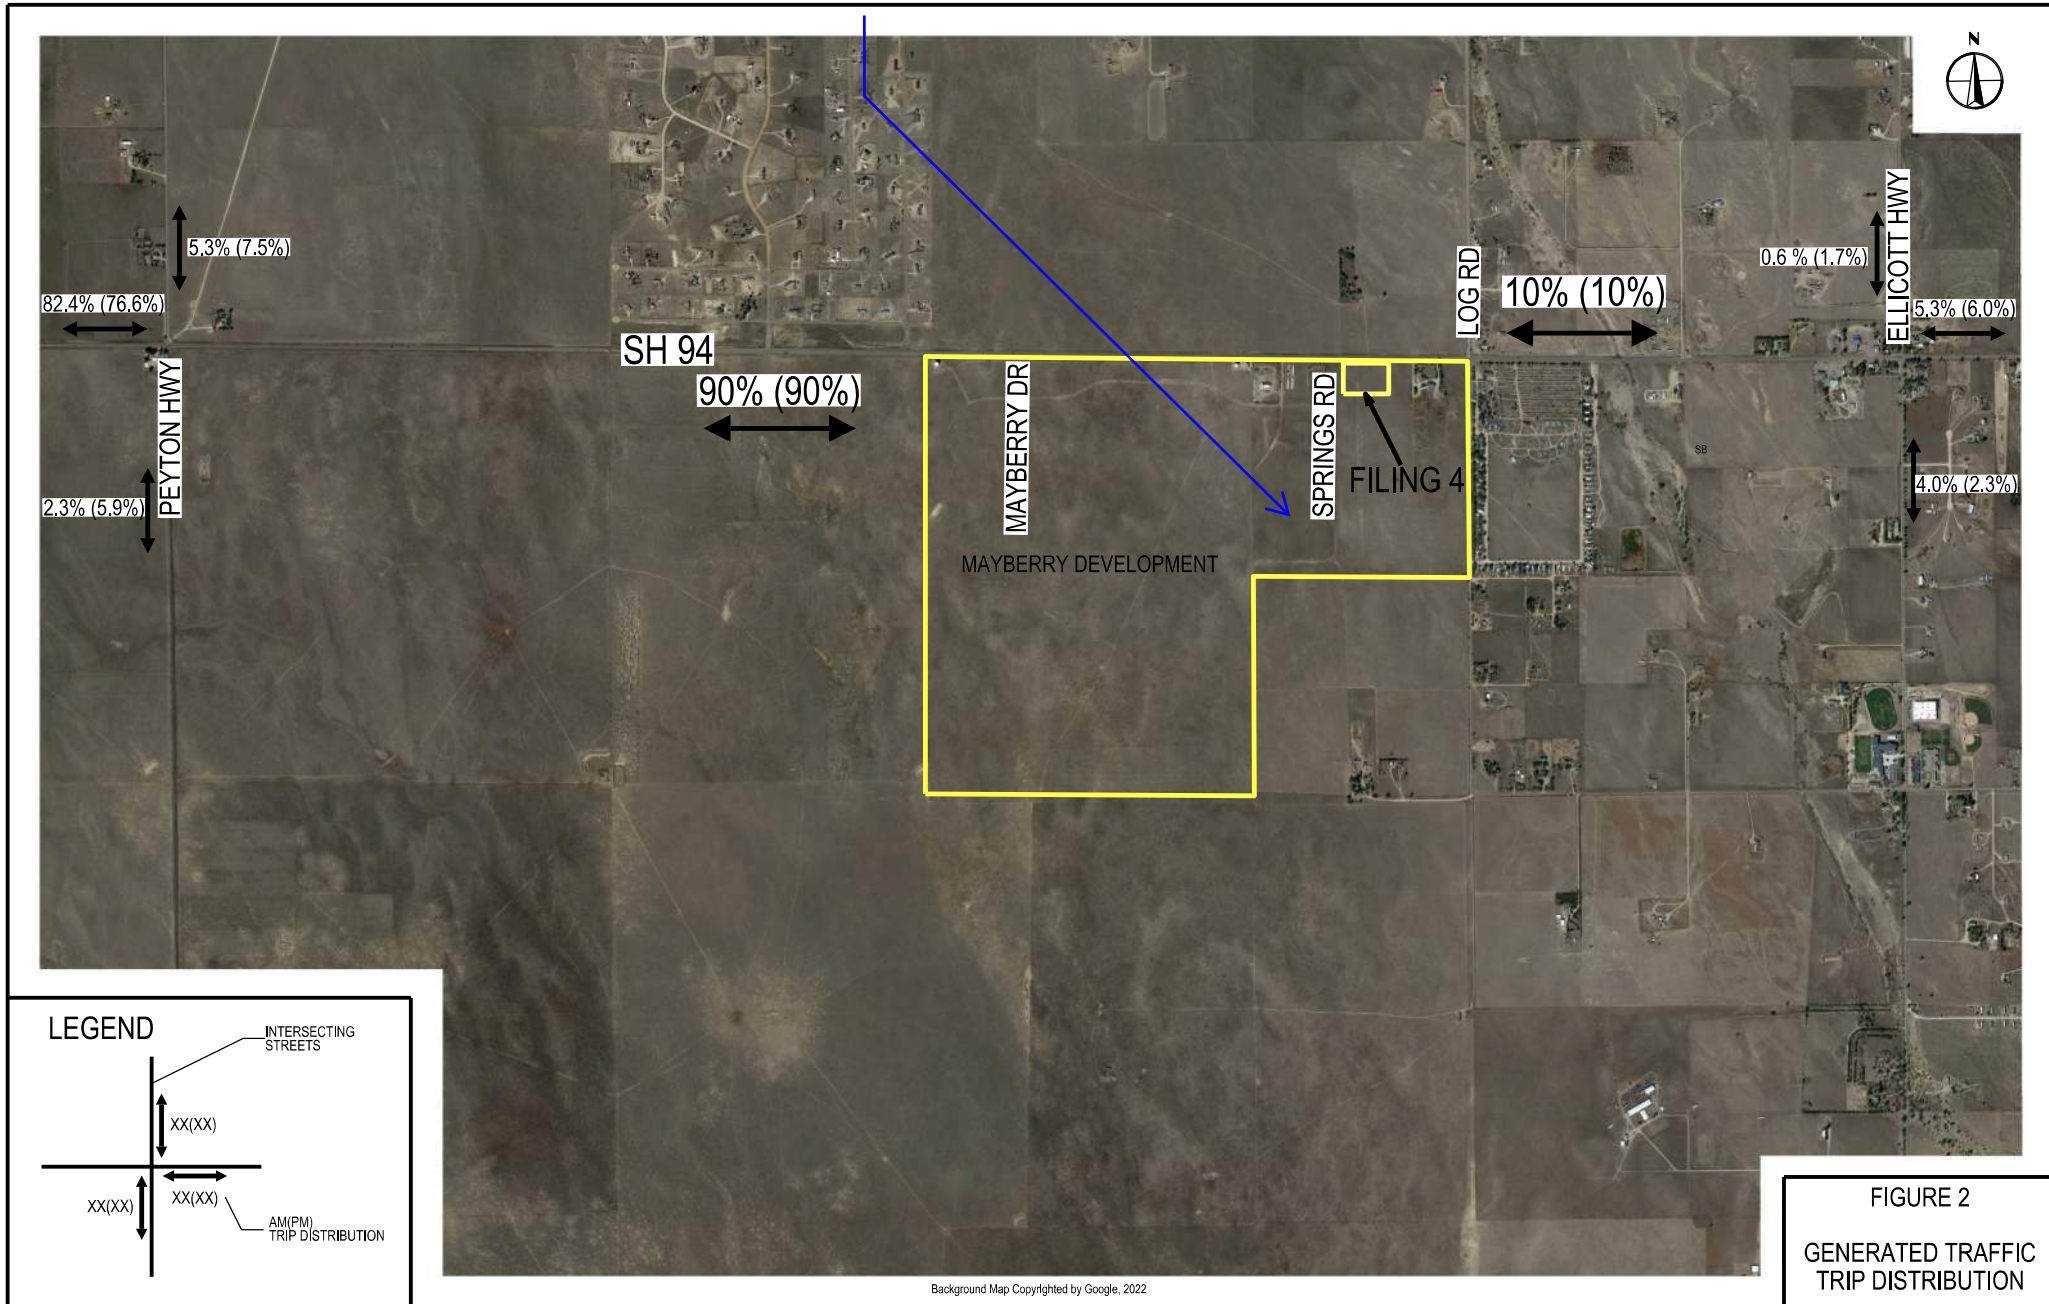 N
5.3% (7.5%)
82.4% (76.6%)
PEYTON HWY
2.3% (5.9%)
SH 94
90% (90%)
MAYBERRY DR
SPRINGS RD
FILING 4
MAYBERRY DEVELOPMENT
LOG RD
10% (10%)
0.6 % (1.7%)
ELLICOTT HWY
5.3% (6.0%)
SB
4.0% (2.3%)
LEGEND
INTERSECTING
STREETS
XX(XX)
XX(XX)
XX(XX)
AM(PM)
TRIP DISTRIBUTION
Background Map Copyrighted by Google, 2022
FIGURE 2
GENERATED TRAFFIC
TRIP DISTRIBUTION